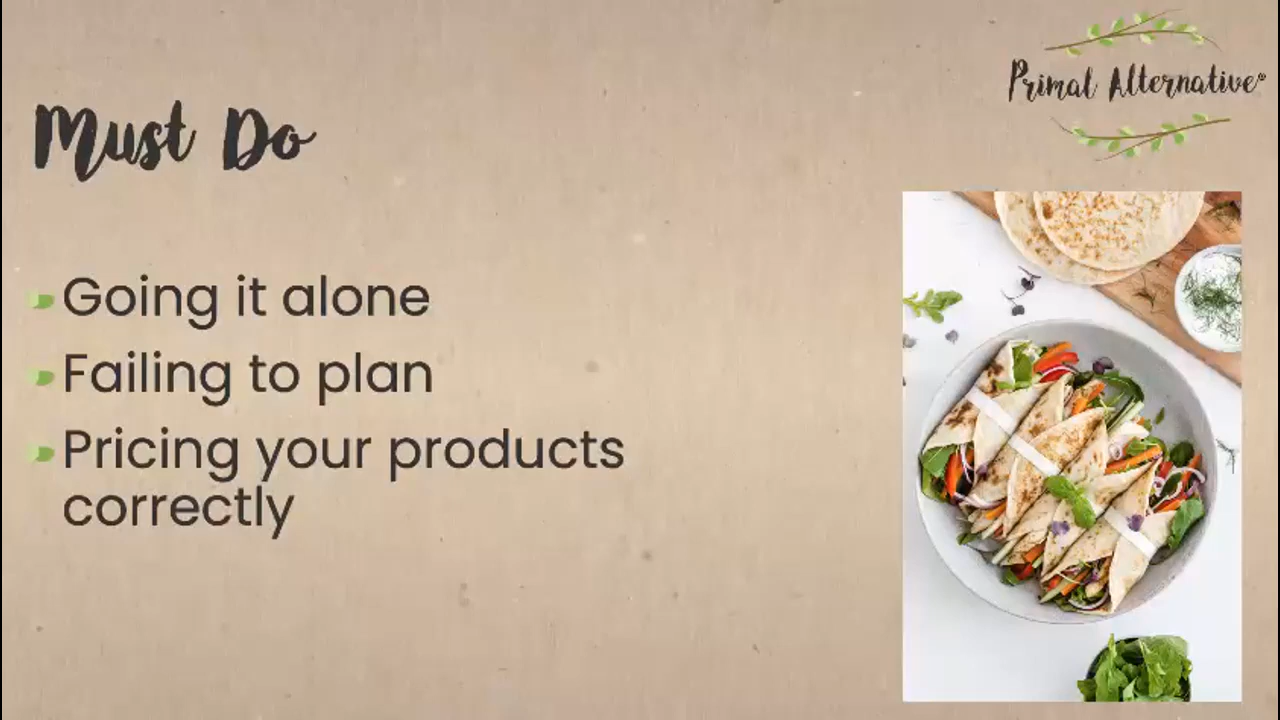 Primal Alternative®
Must Do
Going it alone
Failing to plan
Pricing your products
correctly